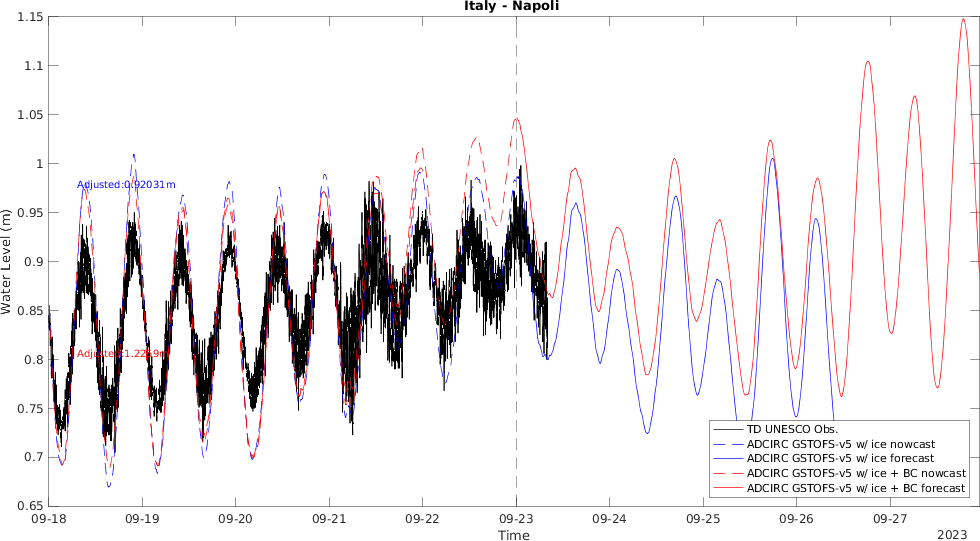 Italy - Napoli
Water Level (m)
1.15
1.1
1.05
1
0.95
0.9
0.85
0.8
0.75
0.7
0.65
Adjusted:0.92031m
TD UNESCO Obs.
ADCIRC GSTOFS-v5 w/ ice nowcast
ADCIRC GSTOFS-v5 w/ ice forecast
ADCIRC GSTOFS-v5 w/ ice + BC nowcast
ADCIRC GSTOFS-v5 w/ ice + BC forecast
09-18 09-19 09-20 09-21 09-22 09-23 09-24 09-25 09-26 09-27
Time
2023